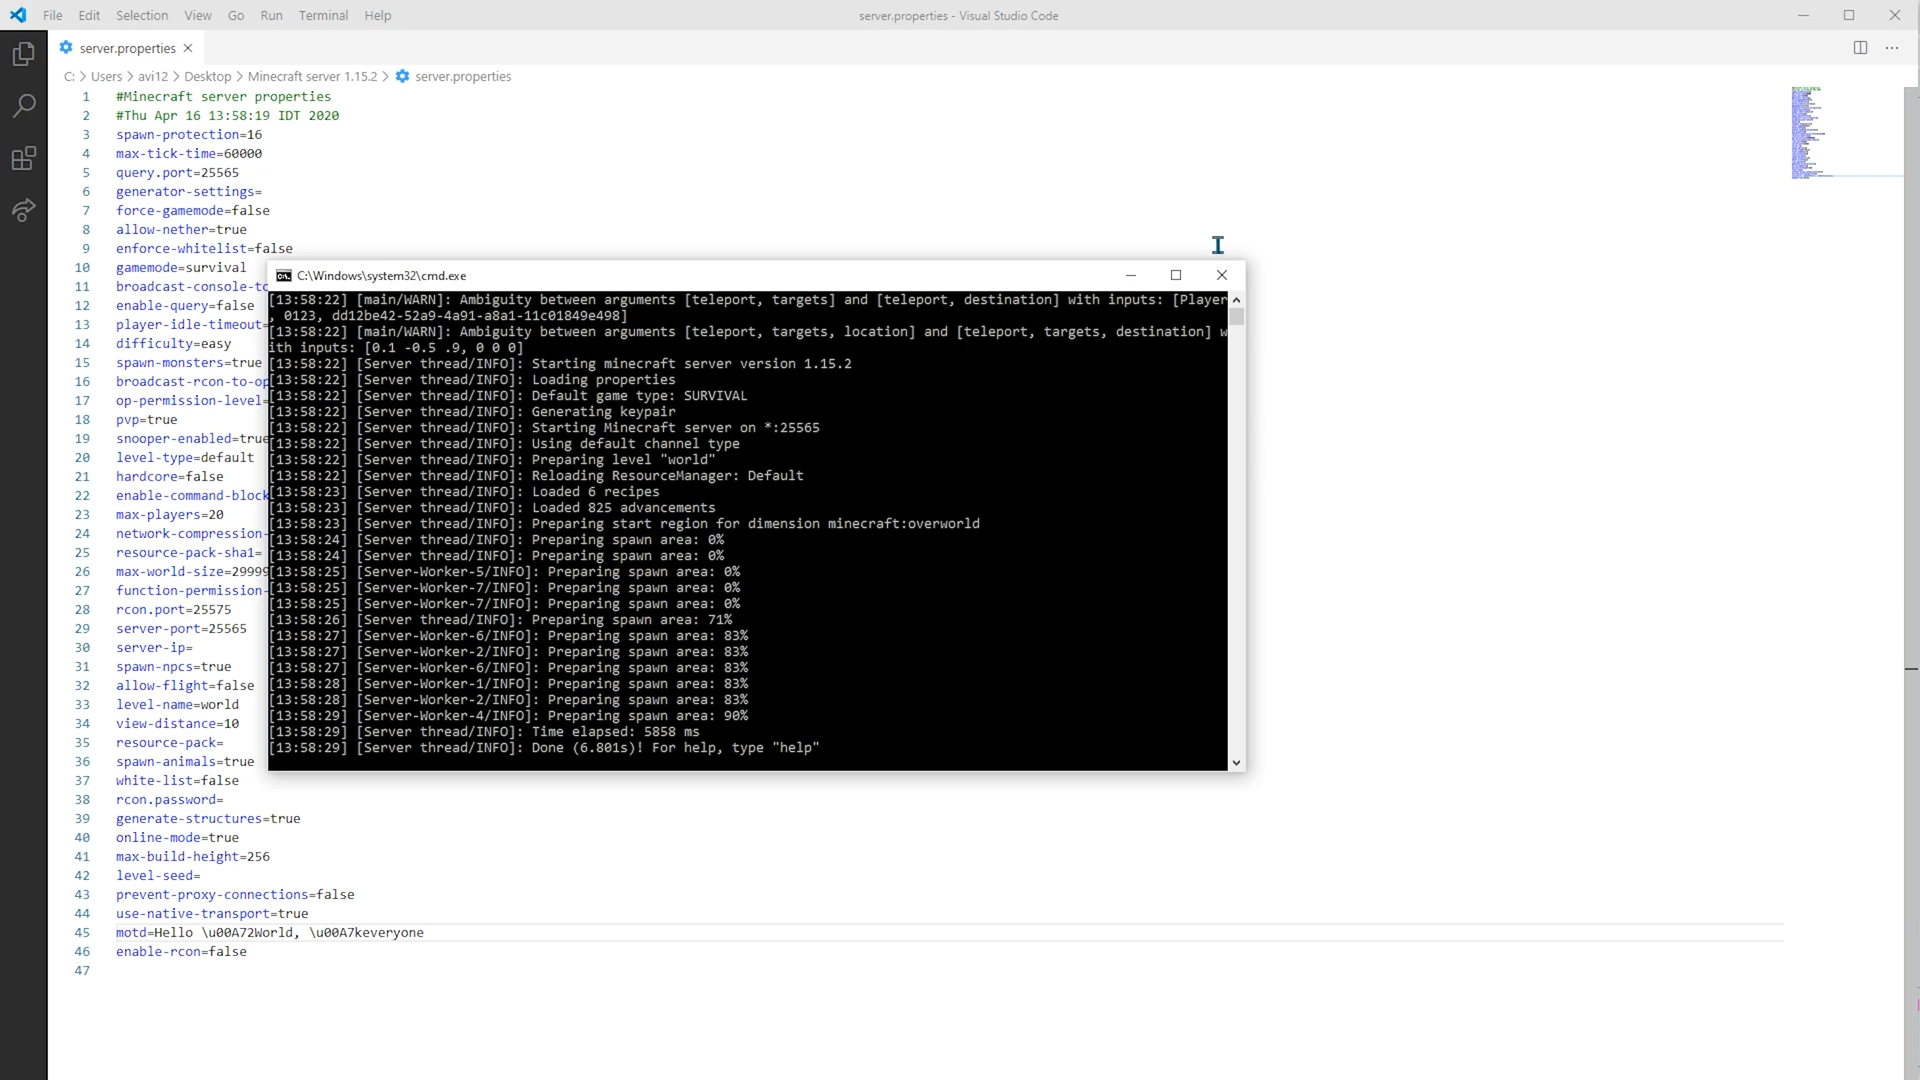 File Edit Selection View Go Run Terminal Help
server.properties - Visual Studio Code
server.properties
C: > Users > avi12 > Desktop > Minecraft server 1.15.2 > server.properties
1 #Minecraft server properties
2 #Thu Apr 16 13:58:19 IDT 2020
3 spawn-protection=16
4 max-tick-time=60000
5 query.port=25565
6 generator-settings=
7 force-gamemode=false
8 allow-nether=true
9 enforce-whitelist=false
10 gamemode=survival
11 broadcast-console-to
12 enable-query=false
13 player-idle-timeout=
14 difficulty=easy
15 spawn-monsters=true
16 broadcast-rcon-to-op
17 op-permission-level=
18 pvp=true
19 snooper-enabled=true
20 level-type=default
21 hardcore=false
22 enable-command-block
23 max-players=20
24 network-compression-
25 resource-pack-sha1=
26 max-world-size=29999
27 function-permission-
28 rcon.port=25575
29 server-port=25565
30 server-ip=
31 spawn-npcs=true
32 allow-flight=false
33 level-name=world
34 view-distance=10
35 resource-pack=
36 spawn-animals=true
37 white-list=false
38 rcon.password=
39 generate-structures=true
40 online-mode=true
41 max-build-height=256
42 level-seed=
43 prevent-proxy-connections=false
44 use-native-transport=true
45 motd=Hello \u00A72World, \u00A7keveryone
46 enable-rcon=false
47
C:\Windows\system32\cmd.exe
[13:58:22] [main/WARN]: Ambiguity between arguments [teleport, targets] and [teleport, destination] with inputs: [Player
, 0123, dd12be42-52a9-4a91-a8a1-11c01849e498]
[13:58:22] [main/WARN]: Ambiguity between arguments [teleport, targets, location] and [teleport, targets, destination] w
ith inputs: [0.1 -0.5 .9, 0 0 0]
[13:58:22] [Server thread/INFO]: Starting minecraft server version 1.15.2
[13:58:22] [Server thread/INFO]: Loading properties
[13:58:22] [Server thread/INFO]: Default game type: SURVIVAL
[13:58:22] [Server thread/INFO]: Generating keypair
[13:58:22] [Server thread/INFO]: Starting Minecraft server on *:25565
[13:58:22] [Server thread/INFO]: Using default channel type
[13:58:22] [Server thread/INFO]: Preparing level "world"
[13:58:22] [Server thread/INFO]: Reloading ResourceManager: Default
[13:58:23] [Server thread/INFO]: Loaded 6 recipes
[13:58:23] [Server thread/INFO]: Loaded 825 advancements
[13:58:23] [Server thread/INFO]: Preparing start region for dimension minecraft:overworld
[13:58:24] [Server thread/INFO]: Preparing spawn area: 0%
[13:58:24] [Server thread/INFO]: Preparing spawn area: 0%
[13:58:25] [Server-Worker-5/INFO]: Preparing spawn area: 0%
[13:58:25] [Server-Worker-7/INFO]: Preparing spawn area: 0%
[13:58:25] [Server-Worker-7/INFO]: Preparing spawn area: 0%
[13:58:26] [Server thread/INFO]: Preparing spawn area: 71%
[13:58:27] [Server-Worker-6/INFO]: Preparing spawn area: 83%
[13:58:27] [Server-Worker-2/INFO]: Preparing spawn area: 83%
[13:58:27] [Server-Worker-6/INFO]: Preparing spawn area: 83%
[13:58:28] [Server-Worker-1/INFO]: Preparing spawn area: 83%
[13:58:28] [Server-Worker-2/INFO]: Preparing spawn area: 83%
[13:58:29] [Server-Worker-4/INFO]: Preparing spawn area: 90%
[13:58:29] [Server thread/INFO]: Time elapsed: 5858 ms
[13:58:29] [Server thread/INFO]: Done (6.801s)! For help, type "help"